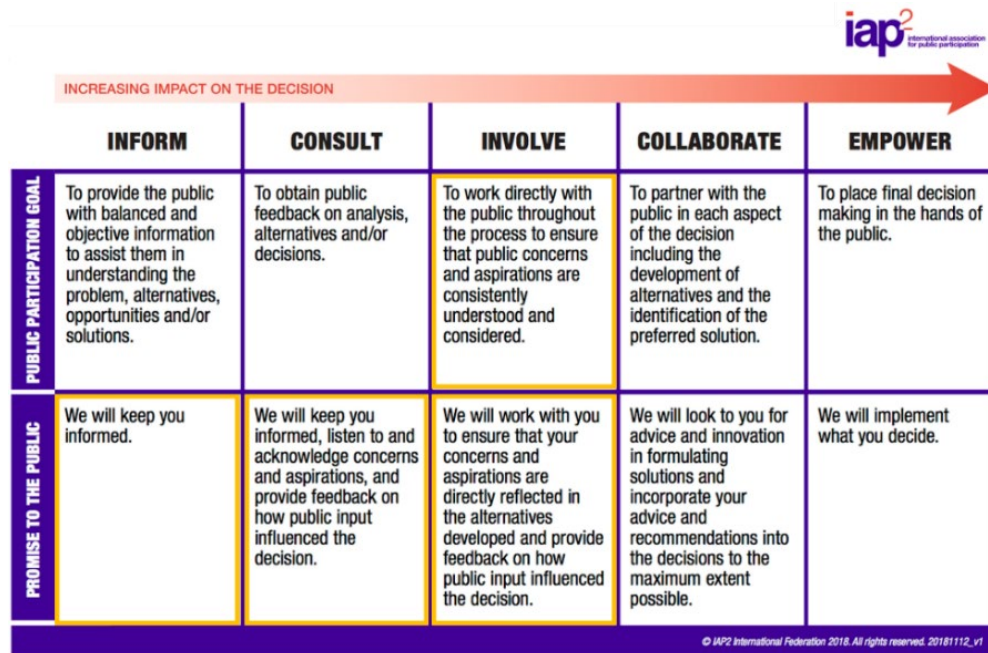 iap2
international association
for public participation
INCREASING IMPACT ON THE DECISION
INFORM
CONSULT
INVOLVE
COLLABORATE
EMPOWER
PUBLIC PARTICIPATION GOAL
To provide the public
with balanced and
objective information
to assist them in
understanding the
problem, alternatives,
opportunities and/or
solutions.
To obtain public
feedback on analysis,
alternatives and/or
decisions.
To work directly with
the public throughout
the process to ensure
that public concerns
and aspirations are
consistently
understood and
considered.
To partner with the
public in each aspect
of the decision
including the
development of
alternatives and the
identification of the
preferred solution.
To place final decision
making in the hands of
the public.
PROMISE TO THE PUBLIC
We will keep you
informed.
We will keep you
informed, listen to and
acknowledge concerns
and aspirations, and
provide feedback on
how public input
influenced the
decision.
We will work with you
to ensure that your
concerns and
aspirations are
directly reflected in
the alternatives
developed and provide
feedback on how
public input influenced
the decision.
We will look to you for
advice and innovation
in formulating
solutions and
incorporate your
advice and
recommendations into
the decisions to the
maximum extent
possible.
We will implement
what you decide.
© IAP2 International Federation 2018. All rights reserved. 20181112_v1